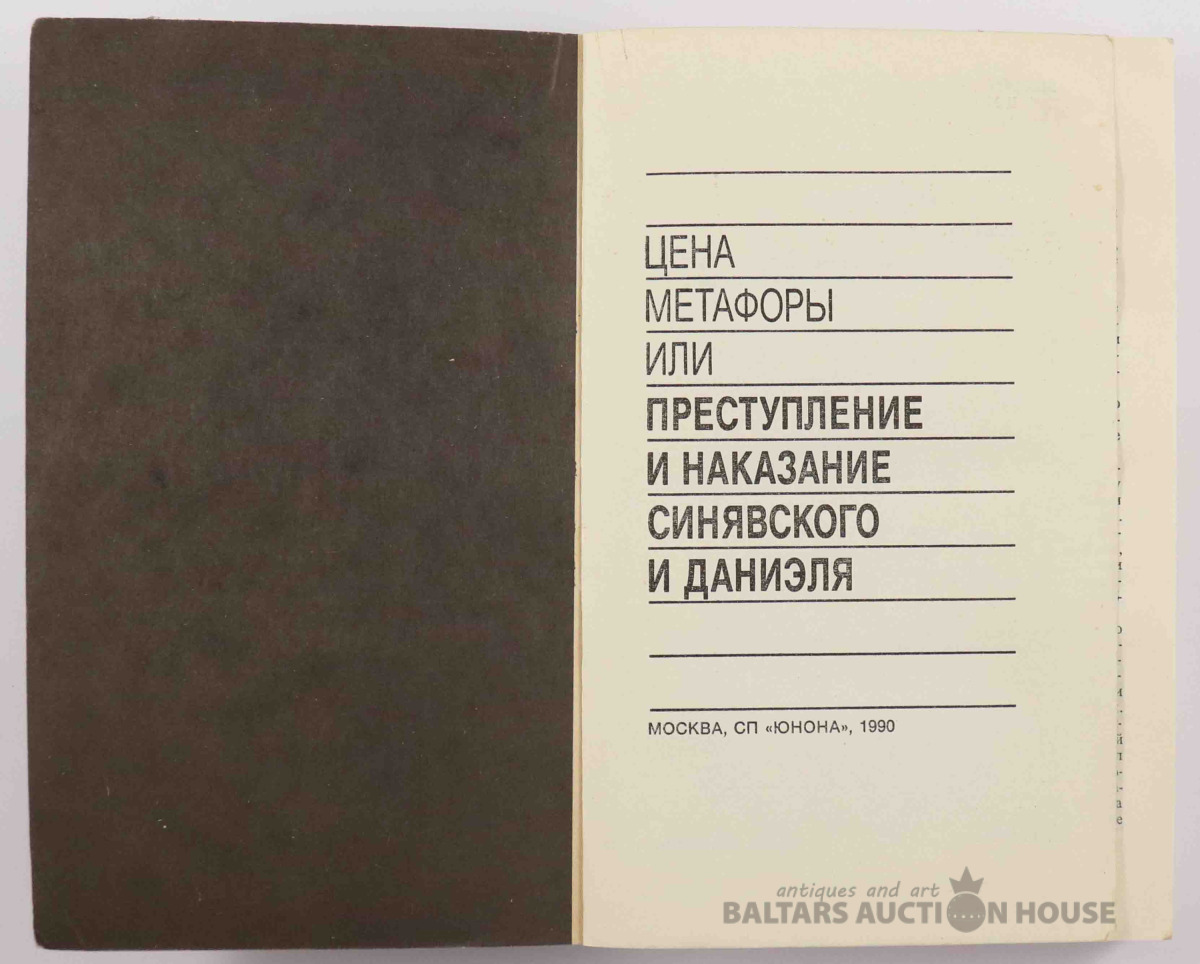 ЦЕНА
МЕТАФОРЫ
ИЛИ
ПРЕСТУПЛЕНИЕ
И НАКАЗАНИЕ
СИНЯВСКОГО
И ДАНИЭЛЯ
МОСКВА, СП «ЮНОНА», 1990
antiques and art
BALTARS AUCTION HOUSE